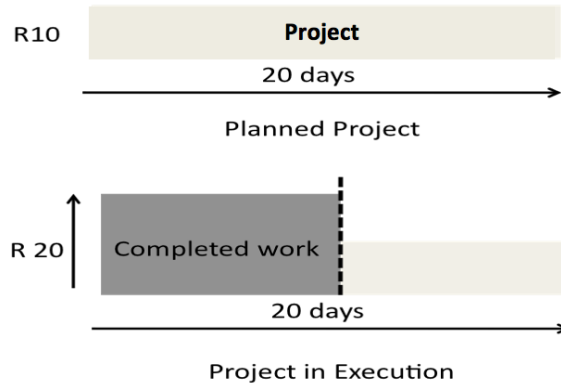 R10
Project
20 days
Planned Project
R 20
Completed work
20 days
Project in Execution